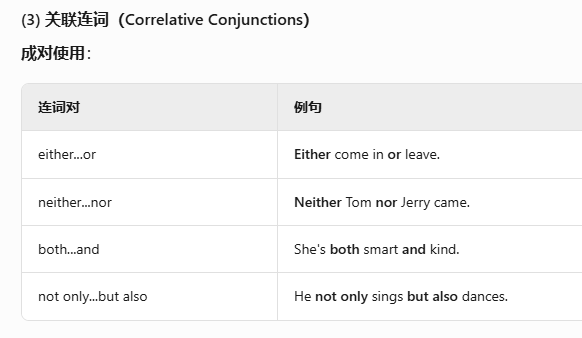 (3) 关联连词（Correlative Conjunctions）
成对使用：
连词对 例句
either...or Either come in or leave.
neither...nor Neither Tom nor Jerry came.
both...and She's both smart and kind.
not only...but also He not only sings but also dances.